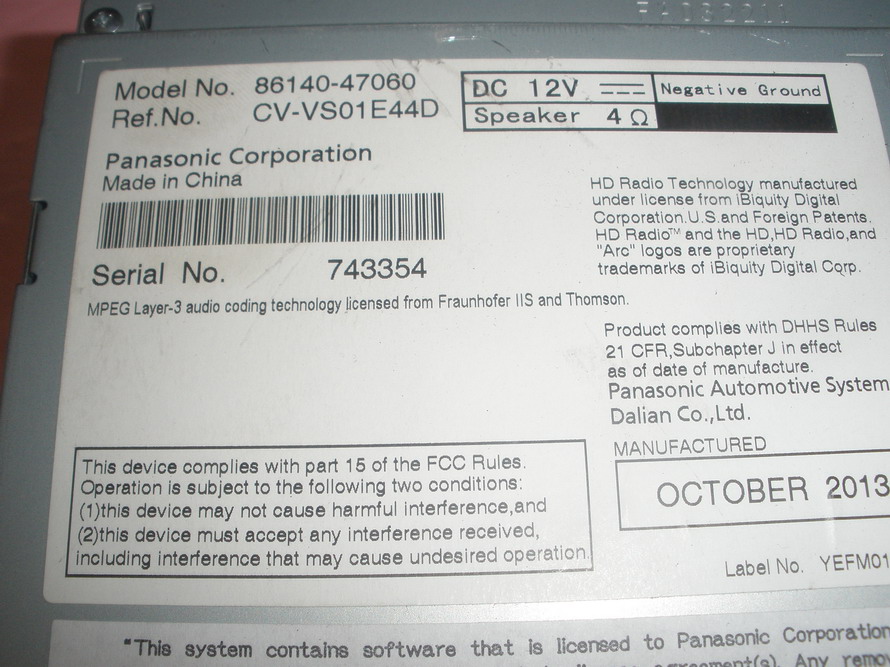 Model No. 86140-47060
Ref.No. CV-VS01E44D
DC 12V
Negative Ground
Speaker 4 Ω
Panasonic Corporation
Made in China
Serial No. 743354
MPEG Layer-3 audio coding technology licensed from Fraunhofer IIS and Thomson.
HD Radio Technology manufactured
under license from iBiquity Digital
Corporation.U.S.and Foreign Patents.
HD Radio™ and the HD,HD Radio,and
"Arc" logos are proprietary
trademarks of iBiquity Digital Corp.
Product complies with DHHS Rules
21 CFR,Subchapter J in effect
as of date of manufacture.
Panasonic Automotive System
Dalian Co.,Ltd.
MANUFACTURED
OCTOBER 2013
This device complies with part 15 of the FCC Rules.
Operation is subject to the following two conditions:
(1)this device may not cause harmful interference,and
(2)this device must accept any interference received,
including interference that may cause undesired operation.
Label No. YEFM01
"This system contains software that is licensed to Panasonic Corporation
Any